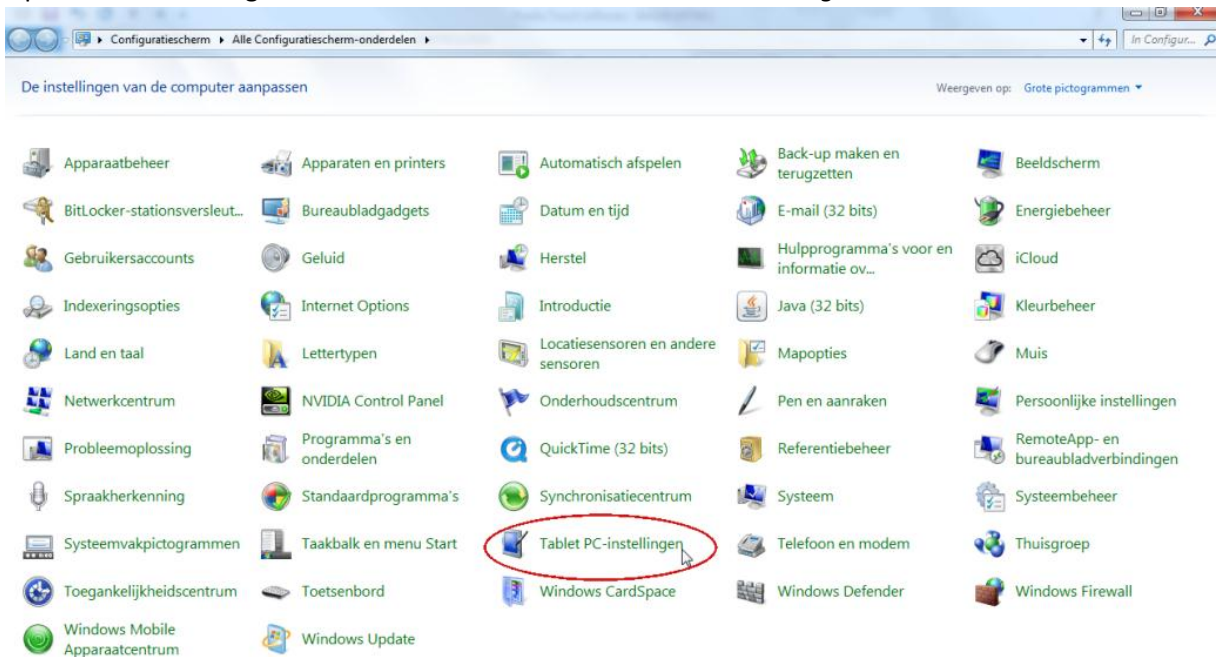 Configuratiescherm ▸ Alle Configuratiescherm-onderdelen ▸
In Configur...
De instellingen van de computer aanpassen
Weergeven op: Grote pictogrammen
Apparaatbeheer
Apparaten en printers
Automatisch afspelen
Back-up maken en
terugzetten
Beeldscherm
BitLocker-stationsversleut...
Bureaubladgadgets
Datum en tijd
E-mail (32 bits)
Energiebeheer
Gebruikersaccounts
Geluid
Herstel
Hulpprogramma's voor en
informatie ov...
iCloud
Indexeringsopties
Internet Options
Introductie
Java (32 bits)
Kleurbeheer
Land en taal
Lettertypen
Locatiesensoren en andere
sensoren
Mapopties
Muis
Netwerkcentrum
NVIDIA Control Panel
Onderhoudscentrum
Pen en aanraken
Persoonlijke instellingen
Probleemoplossing
Programma's en
onderdelen
QuickTime (32 bits)
Referentiebeheer
RemoteApp- en
bureaubladverbindingen
Spraakherkenning
Standaardprogramma's
Synchronisatiecentrum
Systeem
Systeembeheer
Systeemvakpictogrammen
Taakbalk en menu Start
Tablet PC-instellingen
Telefoon en modem
Thuisgroep
Toegankelijkheidscentrum
Toetsenbord
Windows CardSpace
Windows Defender
Windows Firewall
Windows Mobile
Apparaatcentrum
Windows Update